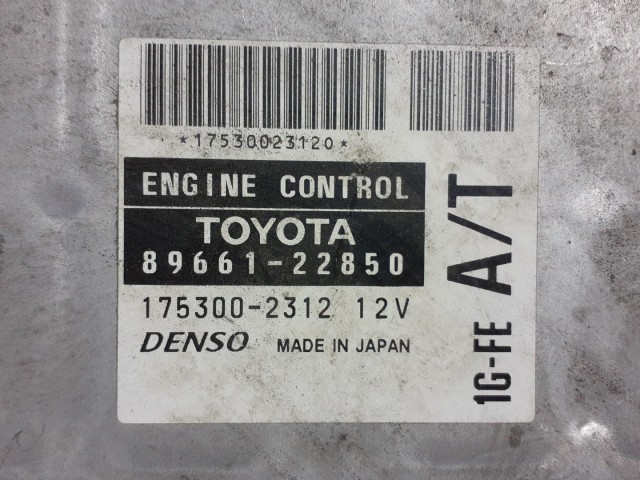 *17530023120*
ENGINE CONTROL
TOYOTA
89661-22850
175300-2312 12V
DENSO MADE IN JAPAN
1G-FE A/T